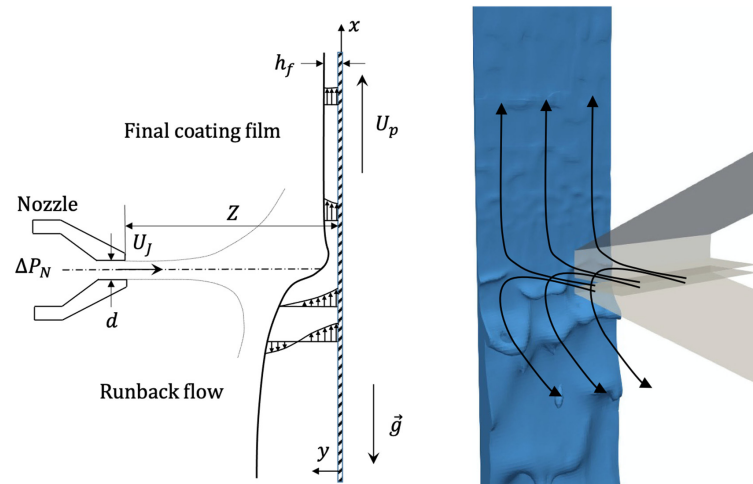 x
h_f
U_p
Final coating film
Nozzle
Z
U_J
ΔP_N
d
Runback flow
g⃗
y